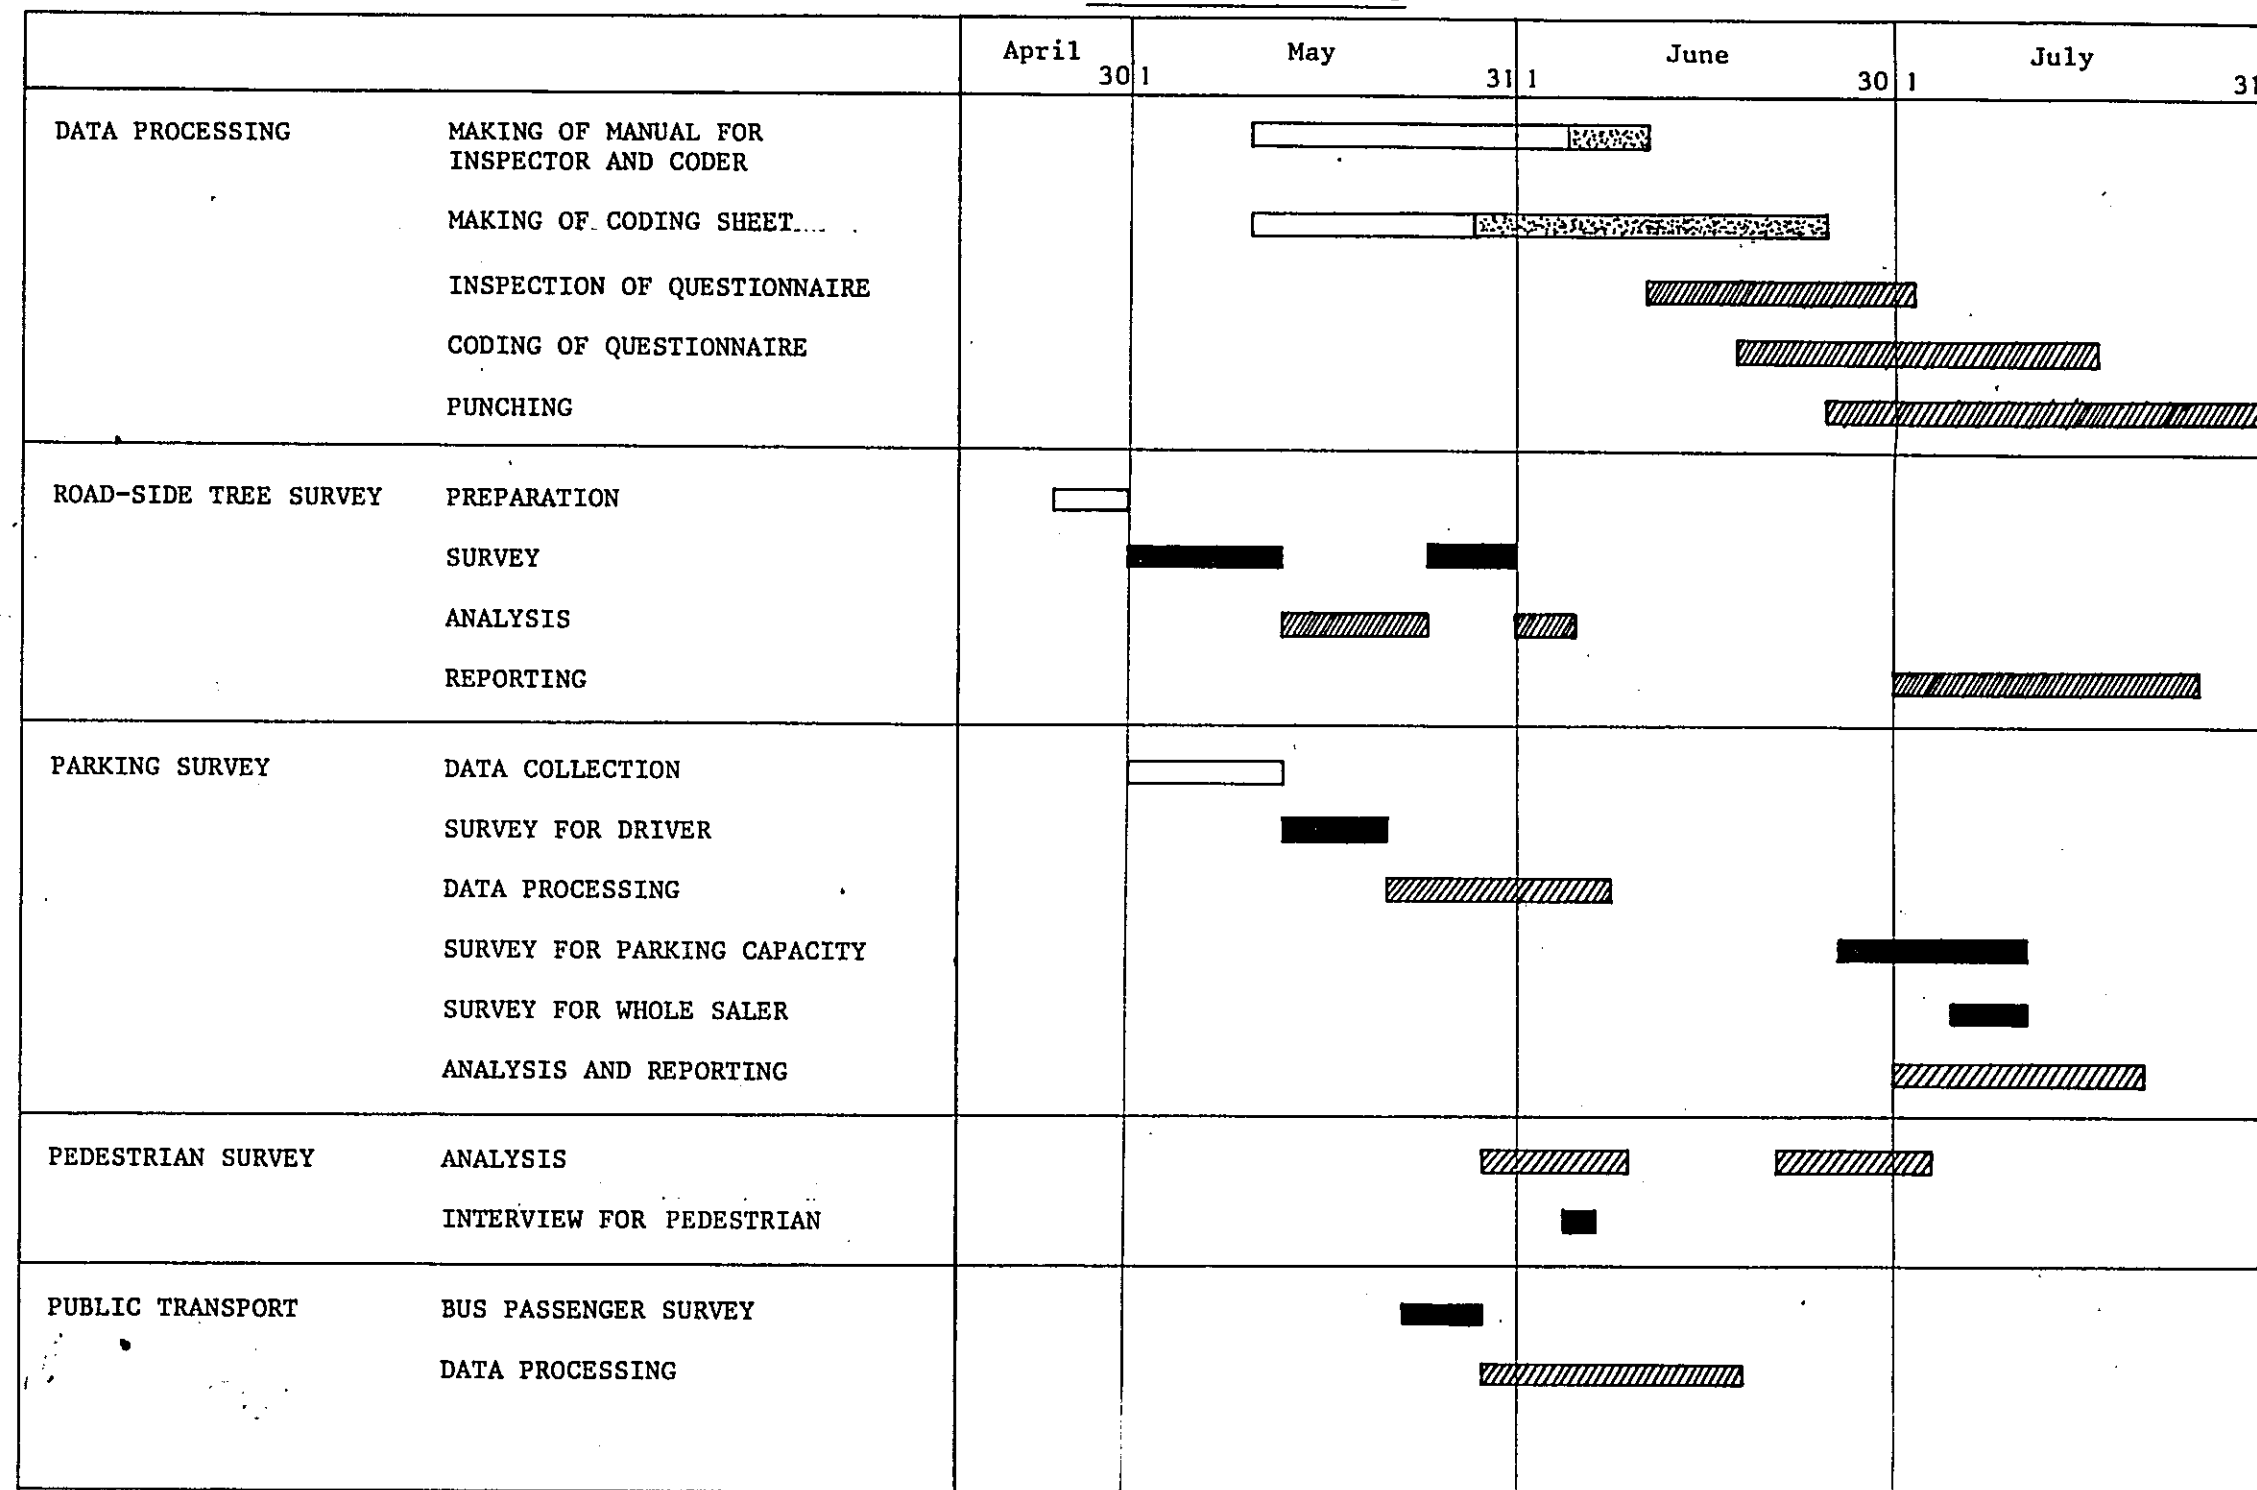 April May June July
30 1 31 1 30 1 31
DATA PROCESSING MAKING OF MANUAL FOR
INSPECTOR AND CODER
MAKING OF CODING SHEET
INSPECTION OF QUESTIONNAIRE
CODING OF QUESTIONNAIRE
PUNCHING
ROAD-SIDE TREE SURVEY PREPARATION
SURVEY
ANALYSIS
REPORTING
PARKING SURVEY DATA COLLECTION
SURVEY FOR DRIVER
DATA PROCESSING
SURVEY FOR PARKING CAPACITY
SURVEY FOR WHOLE SALER
ANALYSIS AND REPORTING
PEDESTRIAN SURVEY ANALYSIS
INTERVIEW FOR PEDESTRIAN
PUBLIC TRANSPORT BUS PASSENGER SURVEY
DATA PROCESSING